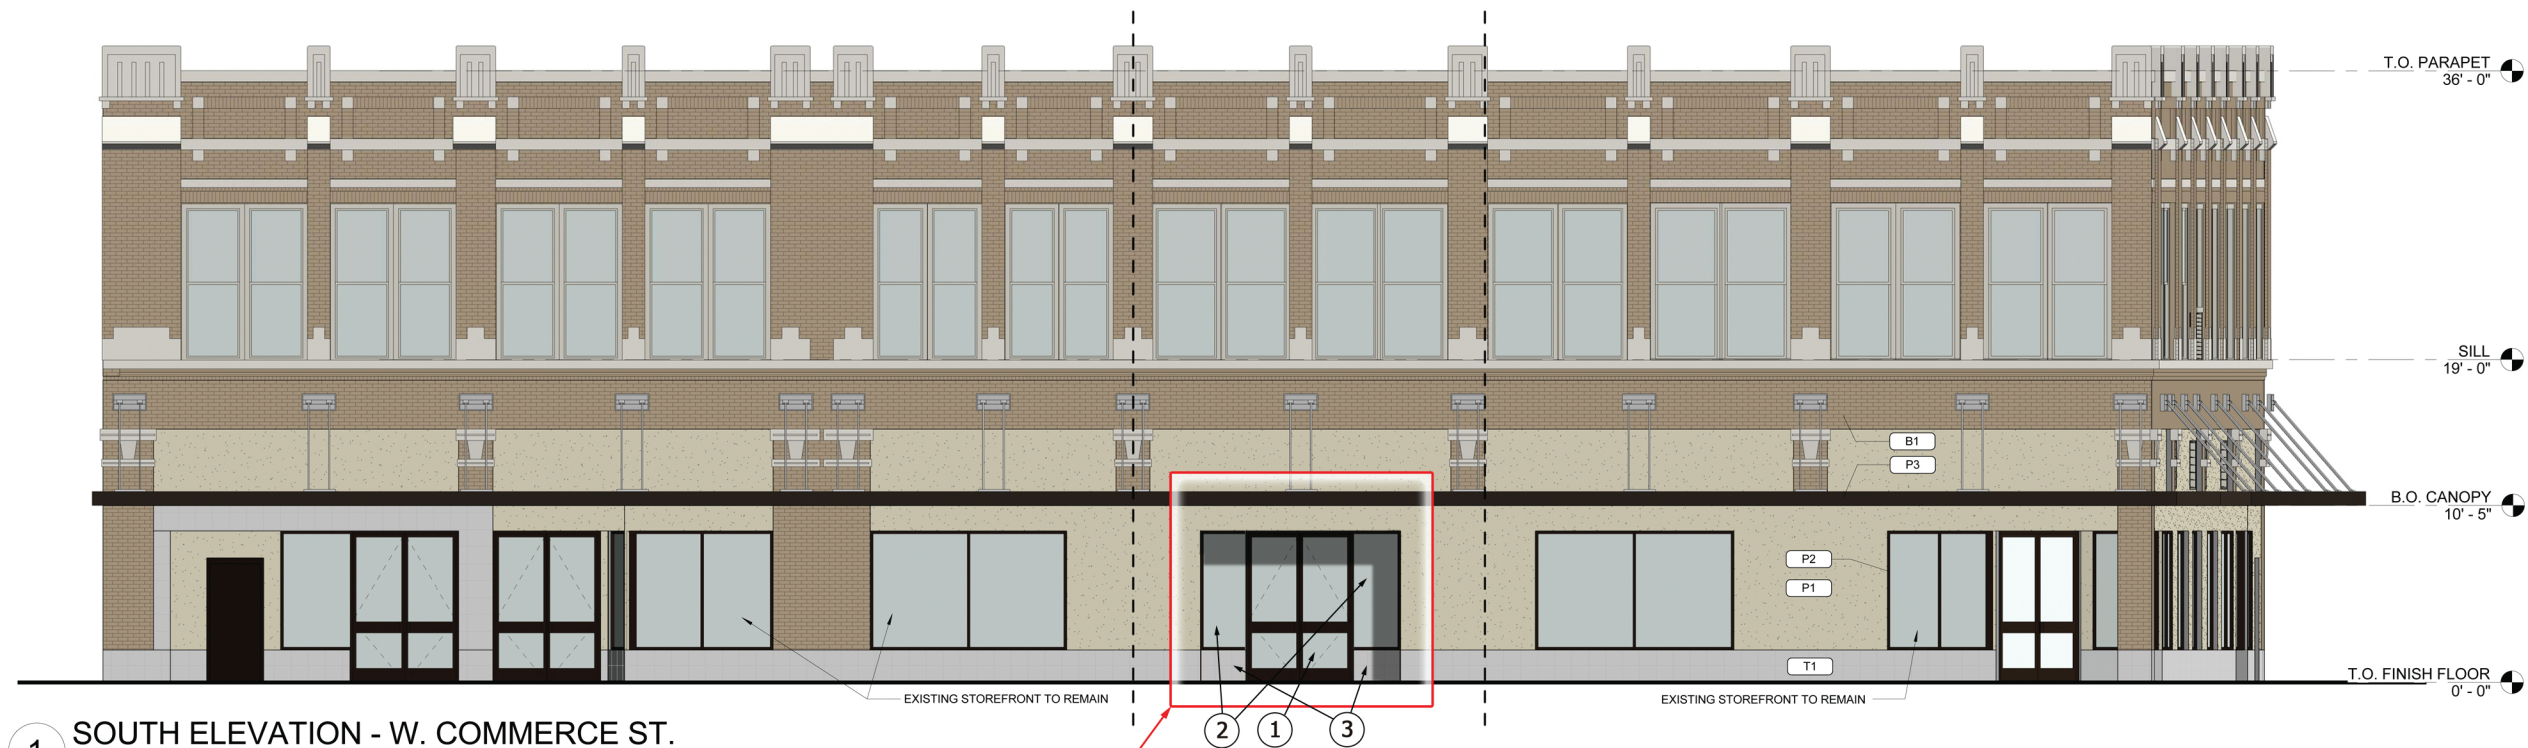 T.O. PARAPET
36' - 0"
SILL
19' - 0"
B1
P3
B.O. CANOPY
10' - 5"
P2
P1
T1
T.O. FINISH FLOOR
0' - 0"
EXISTING STOREFRONT TO REMAIN
EXISTING STOREFRONT TO REMAIN
2
1
3
1
SOUTH ELEVATION - W. COMMERCE ST.